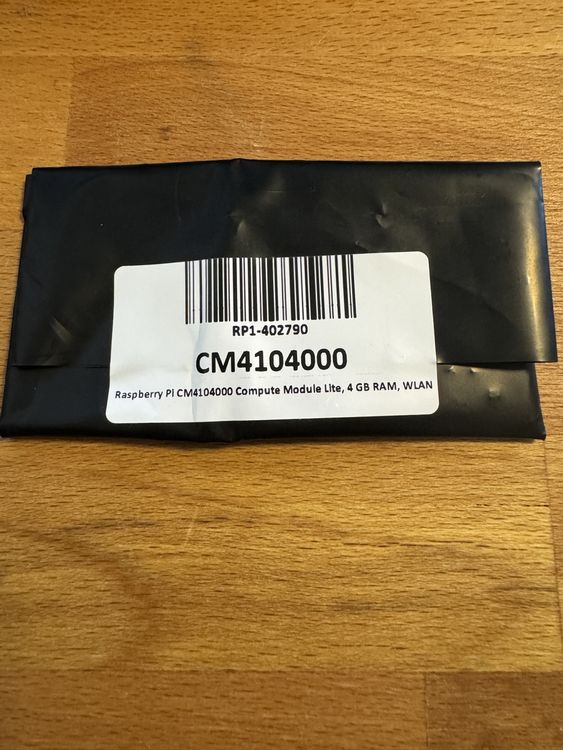 RP1-402790
CM4104000
Raspberry Pi CM4104000 Compute Module Lite, 4 GB RAM, WLAN